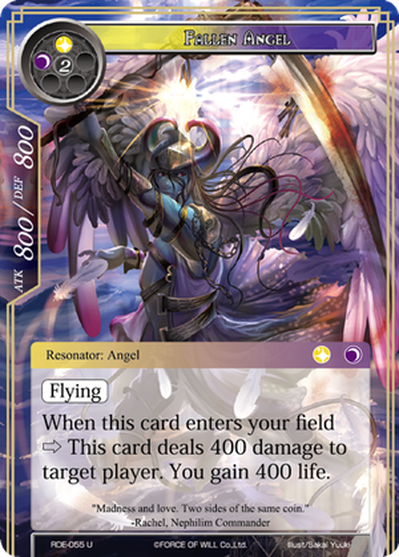 Fallen Angel
2
ATK 800 / DEF 800
Resonator: Angel
Flying
When this card enters your field
⇨ This card deals 400 damage to
target player. You gain 400 life.
"Madness and love. Two sides of the same coin."
-Rachel, Nephilim Commander
RDE-055 U ©FORCE OF WILL Co.,Ltd. Illust/Sakai Yuuki